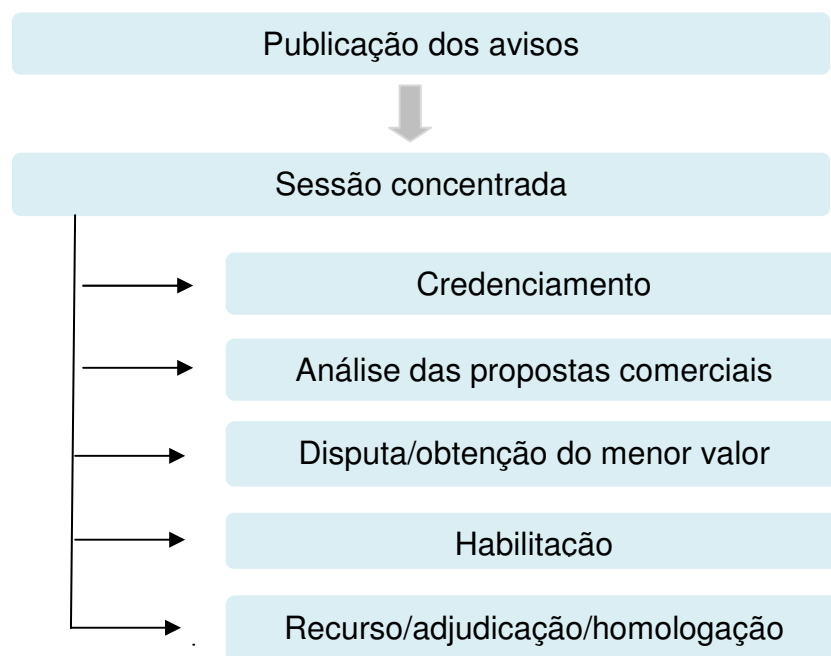 Publicação dos avisos
Sessão concentrada
Credenciamento
Análise das propostas comerciais
Disputa/obtenção do menor valor
Habilitação
Recurso/adjudicação/homologação